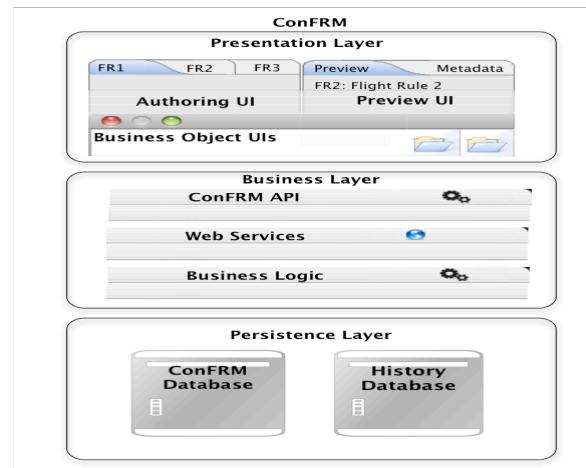 ConFRM
Presentation Layer
FR1 FR2 FR3 Preview Metadata
FR2: Flight Rule 2
Authoring UI Preview UI
Business Object UIs
Business Layer
ConFRM API
Web Services
Business Logic
Persistence Layer
ConFRM History
Database Database